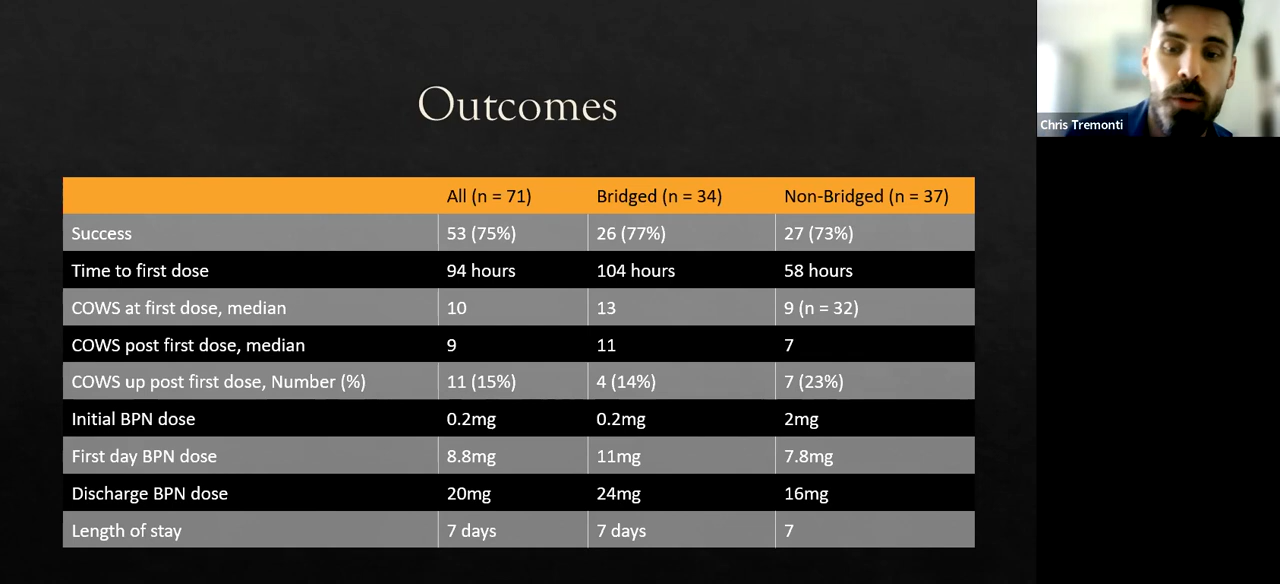 Outcomes
All (n = 71) Bridged (n = 34) Non-Bridged (n = 37)
Success 53 (75%) 26 (77%) 27 (73%)
Time to first dose 94 hours 104 hours 58 hours
COWS at first dose, median 10 13 9 (n = 32)
COWS post first dose, median 9 11 7
COWS up post first dose, Number (%) 11 (15%) 4 (14%) 7 (23%)
Initial BPN dose 0.2mg 0.2mg 2mg
First day BPN dose 8.8mg 11mg 7.8mg
Discharge BPN dose 20mg 24mg 16mg
Length of stay 7 days 7 days 7
Chris Tremonti